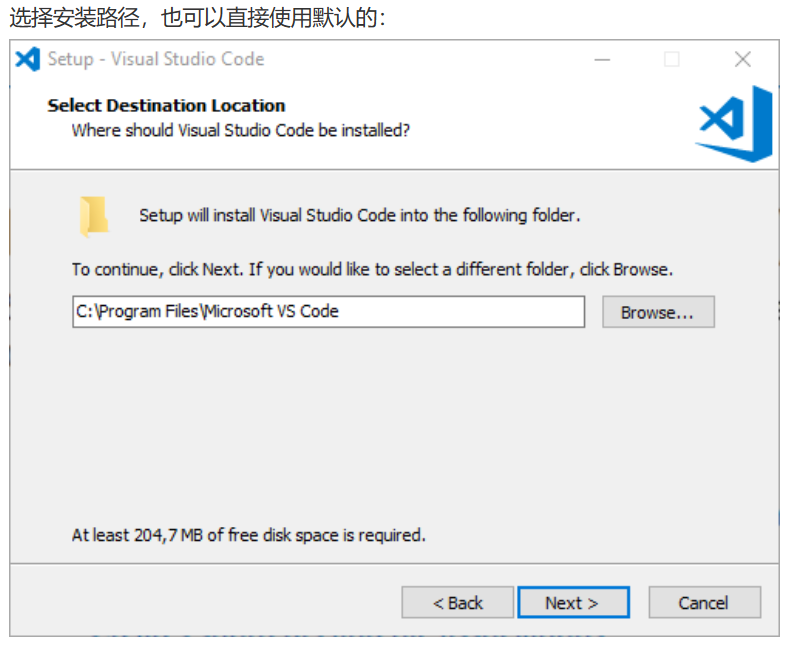 选择安装路径，也可以直接使用默认的：
Setup - Visual Studio Code
Select Destination Location
Where should Visual Studio Code be installed?
Setup will install Visual Studio Code into the following folder.
To continue, click Next. If you would like to select a different folder, click Browse.
C:\Program Files\Microsoft VS Code
Browse...
At least 204,7 MB of free disk space is required.
< Back
Next >
Cancel